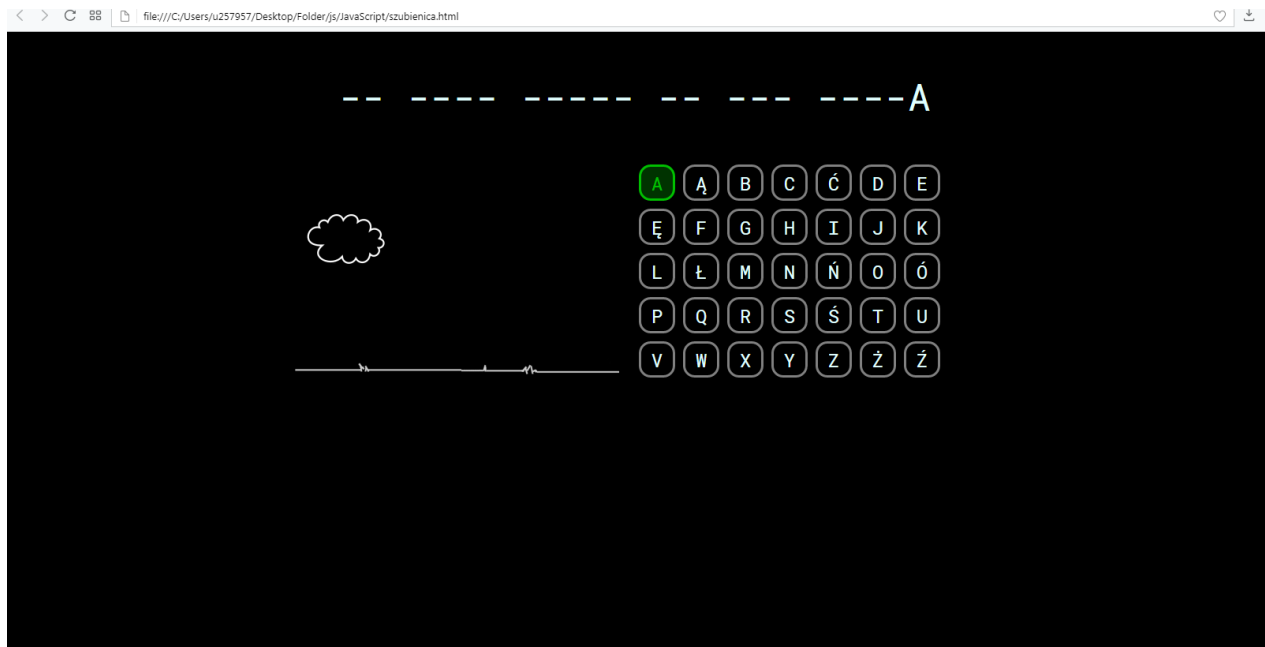 file:///C:/Users/u257957/Desktop/Folder/js/JavaScript/szubienica.html
-- ---- ----- -- --- ----A
A Ą B C Ć D E
Ę F G H I J K
L Ł M N Ń O Ó
P Q R S Ś T U
V W X Y Z Ż Ź